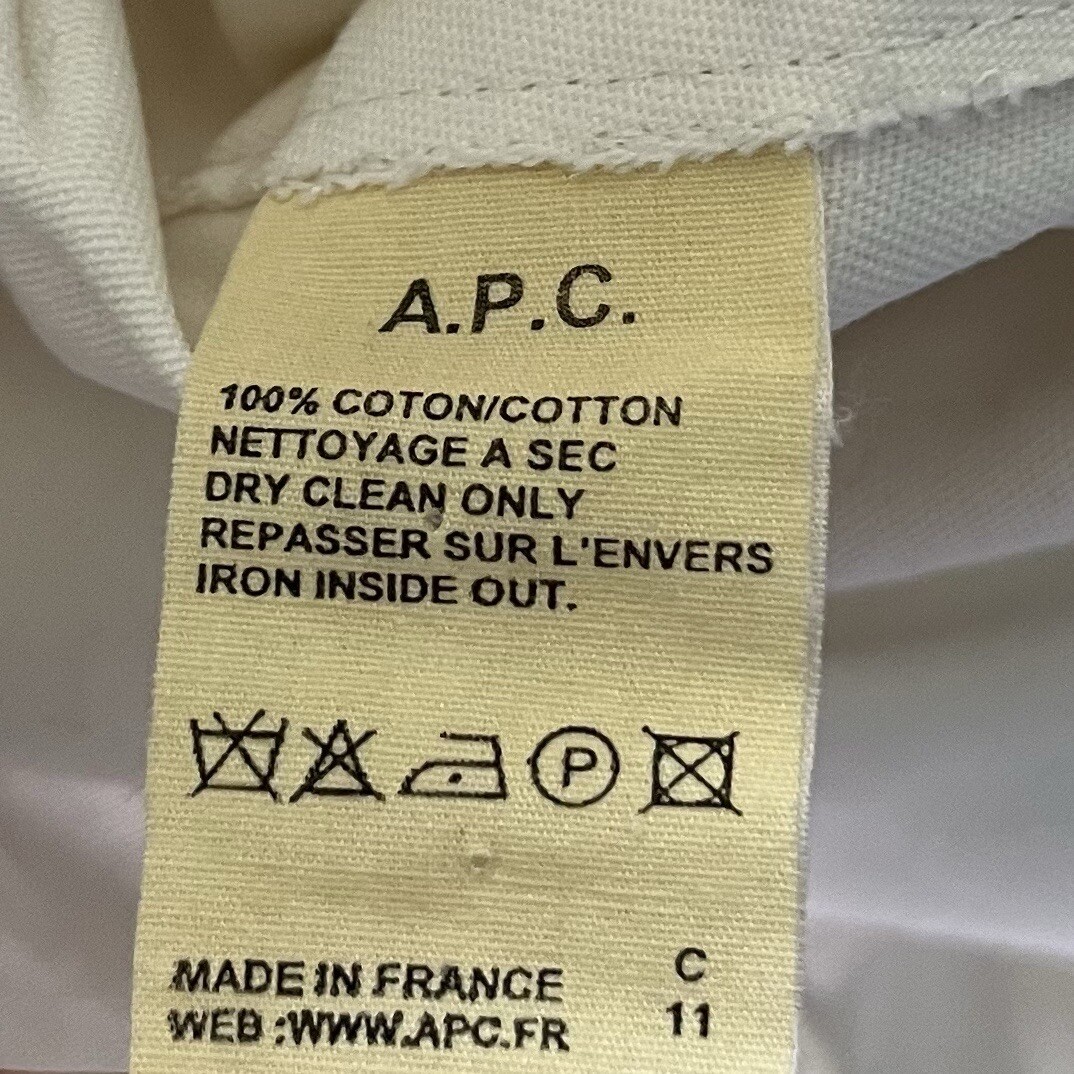 A.P.C.
100% COTON/COTTON
NETTOYAGE A SEC
DRY CLEAN ONLY
REPASSER SUR L'ENVERS
IRON INSIDE OUT.
P
MADE IN FRANCE C
WEB :WWW.APC.FR 11